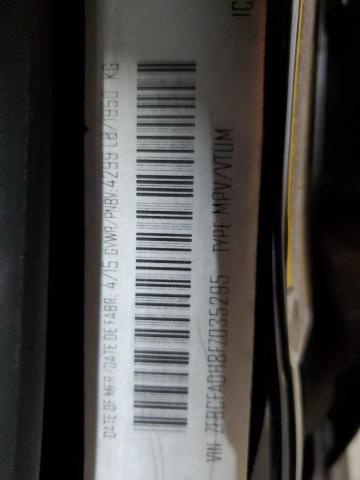 DATE OF MFR/DATE DE FABR: 4/15 GVWR/PNBV: 4299 LB/1950 KG
VIN ZFBCFADH8FZ035295 TYPE MPV/VTUM
IC